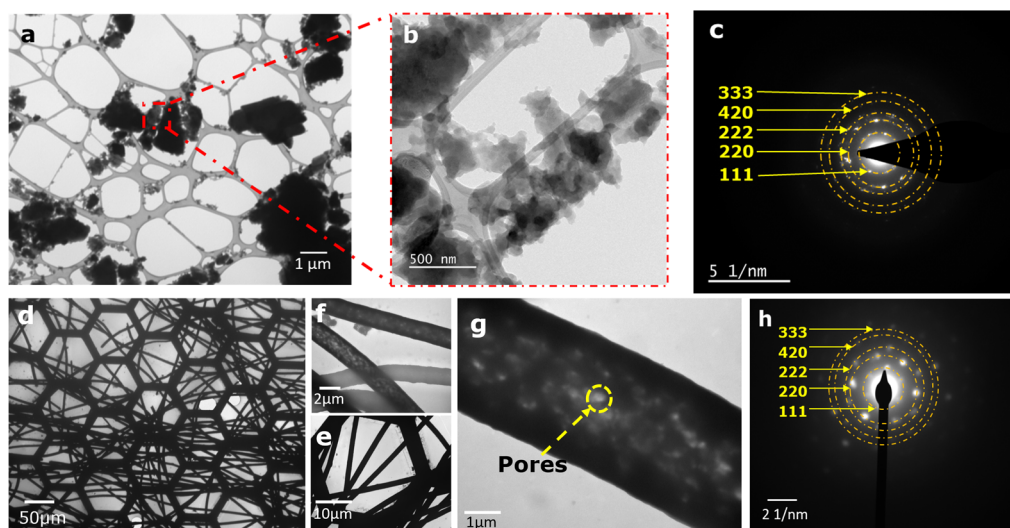 a
1 µm
b
500 nm
c
333
420
222
220
111
5 1/nm
d
50µm
f
2µm
e
10µm
g
Pores
1µm
h
333
420
222
220
111
2 1/nm